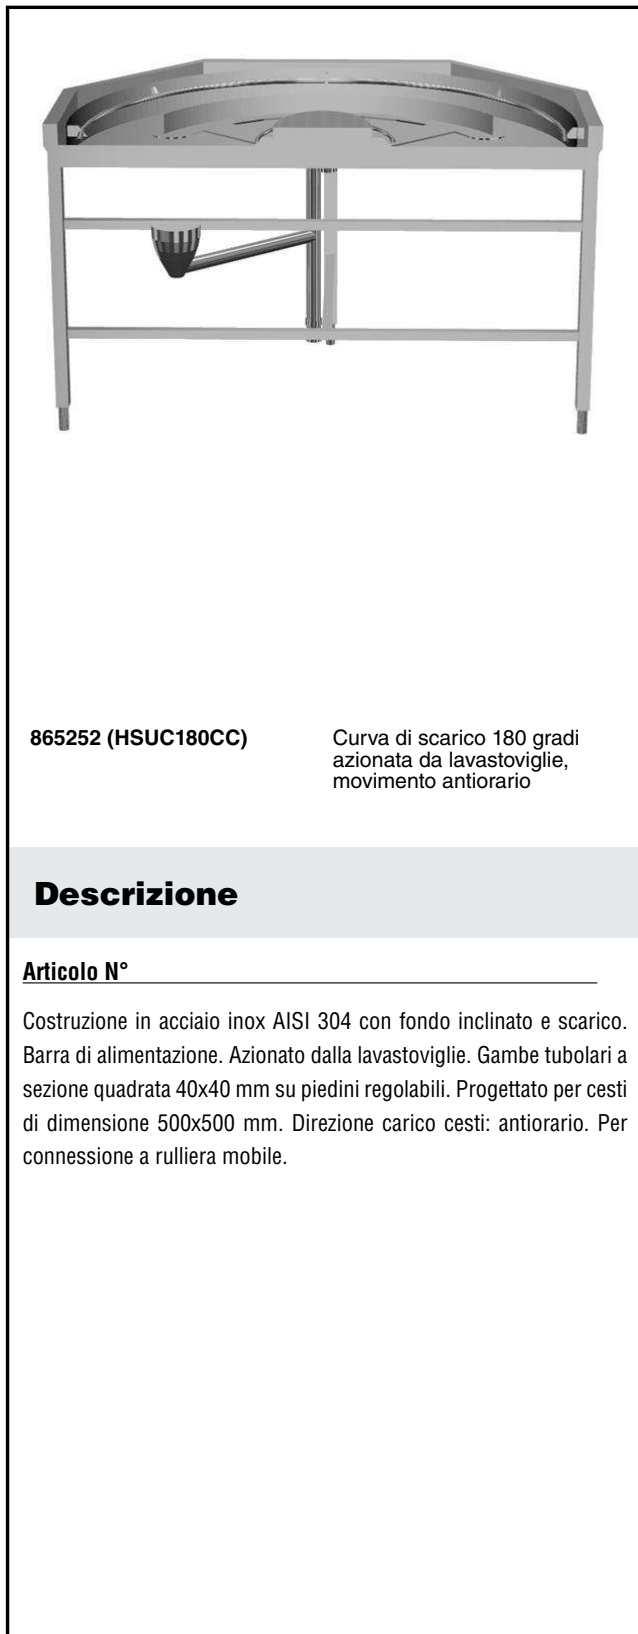 865252 (HSUC180CC)
Curva di scarico 180 gradi
azionata da lavastoviglie,
movimento antiorario
Descrizione
Articolo N°
Costruzione in acciaio inox AISI 304 con fondo inclinato e scarico.
Barra di alimentazione. Azionato dalla lavastoviglie. Gambe tubolari a
sezione quadrata 40x40 mm su piedini regolabili. Progettato per cesti
di dimensione 500x500 mm. Direzione carico cesti: antiorario. Per
connessione a rulliera mobile.